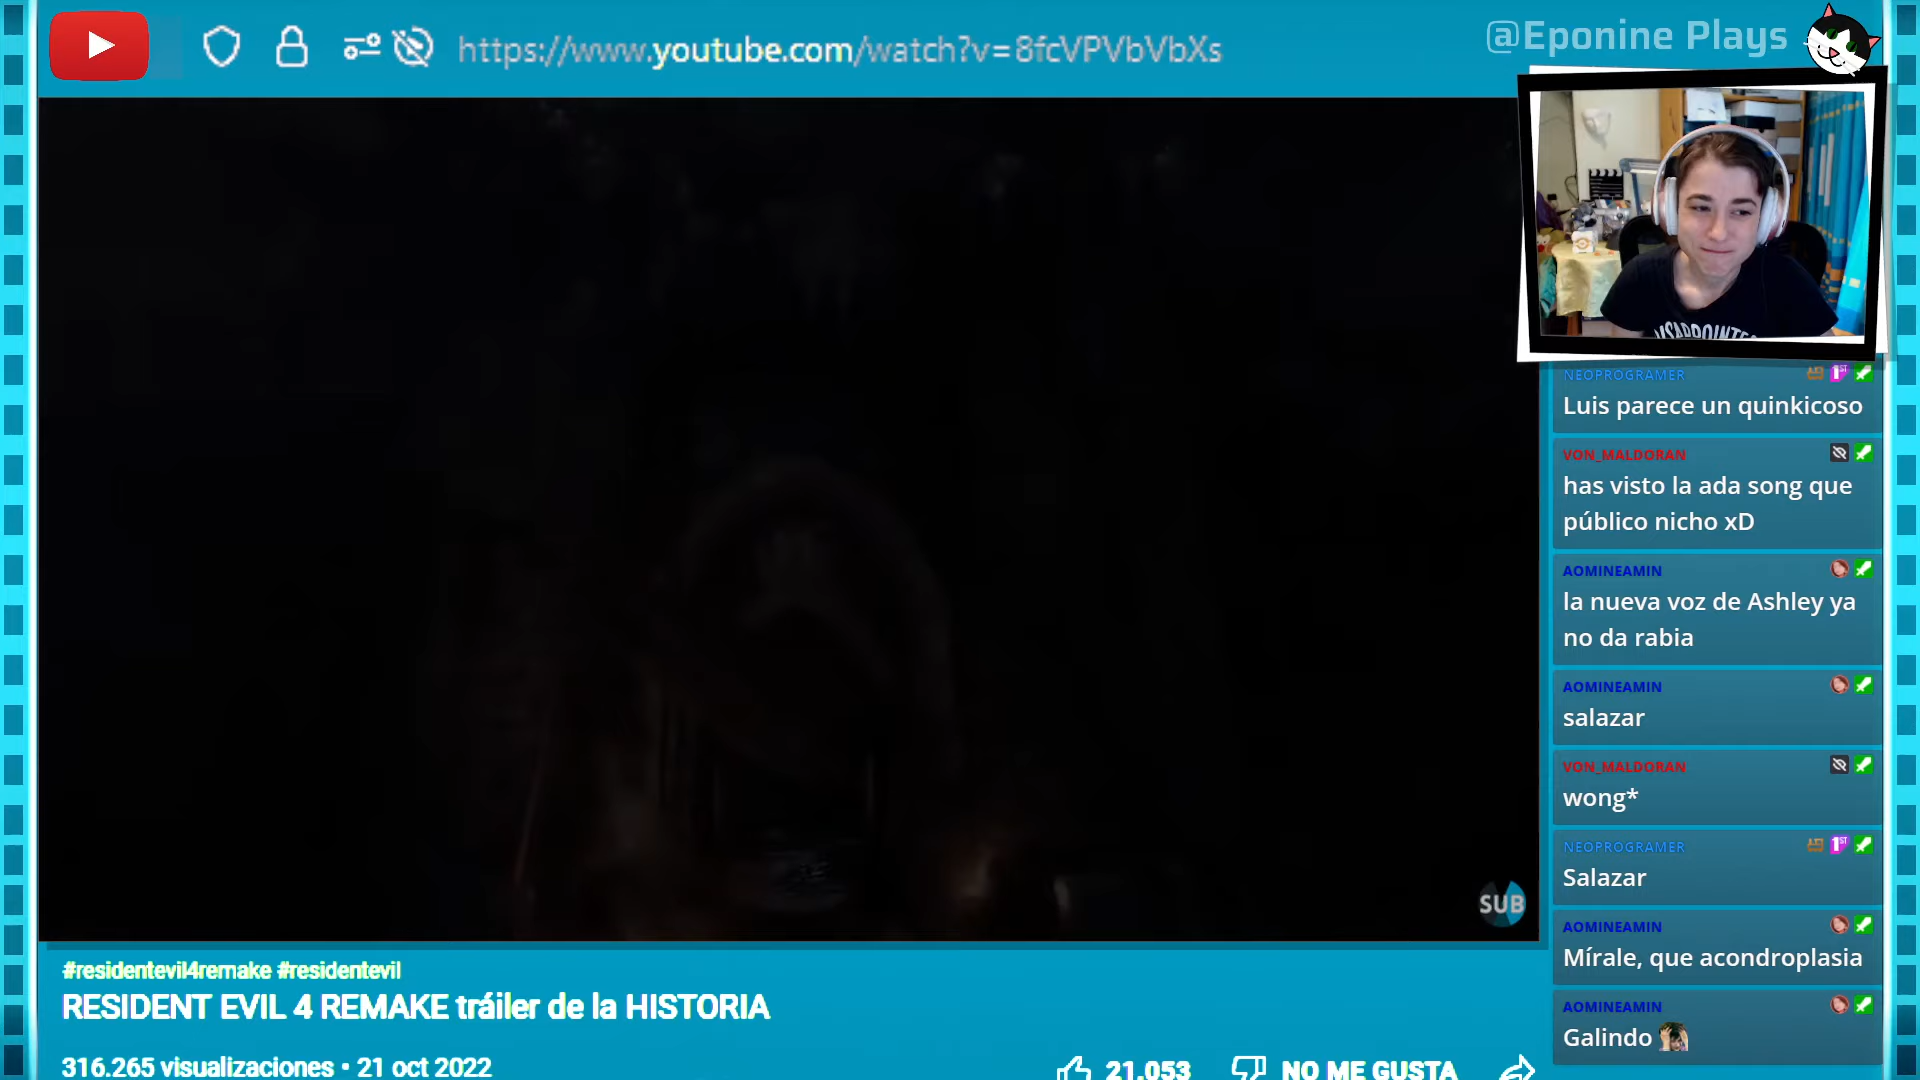 https://www.youtube.com/watch?v=8fcVPVbVbXs
@Eponine Plays
NEOPROGRAMER
Luis parece un quinkicoso
VON_MALDORAN
has visto la ada song que
público nicho xD
AOMINEAMIN
la nueva voz de Ashley ya
no da rabia
AOMINEAMIN
salazar
VON_MALDORAN
wong*
NEOPROGRAMER
Salazar
AOMINEAMIN
Mírale, que acondroplasia
AOMINEAMIN
Galindo
SUB
#residentevil4remake #residentevil
RESIDENT EVIL 4 REMAKE tráiler de la HISTORIA
316.265 visualizaciones • 21 oct 2022
21.053
NO ME GUSTA